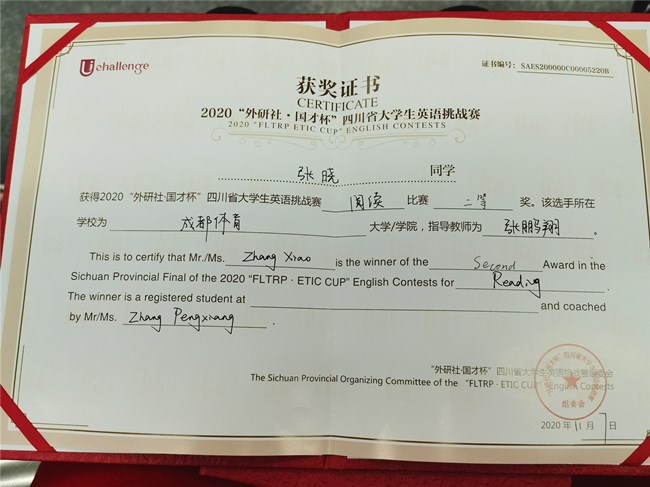 Uichallenge
证书编号：SAES200000C00005220B
获奖证书
CERTIFICATE
2020“外研社·国才杯”四川省大学生英语挑战赛
2020 "FLTRP ETIC CUP" ENGLISH CONTESTS
张晓 同学
获得2020“外研社·国才杯”四川省大学生英语挑战赛 阅读 比赛 二等 奖。该选手所在
学校为 成都体育 大学/学院，指导教师为 张鹏翔 。
This is to certify that Mr./Ms. Zhang Xiao is the winner of the Second Award in the
Sichuan Provincial Final of the 2020 “FLTRP · ETIC CUP” English Contests for Reading .
The winner is a registered student at and coached
by Mr/Ms. Zhang Pengxiang .
“外研社·国才杯”四川省大学生英语挑战赛组委会
The Sichuan Provincial Organizing Committee of the “FLTRP · ETIC CUP” English Contests
组委会
2020 年 11 月 7 日